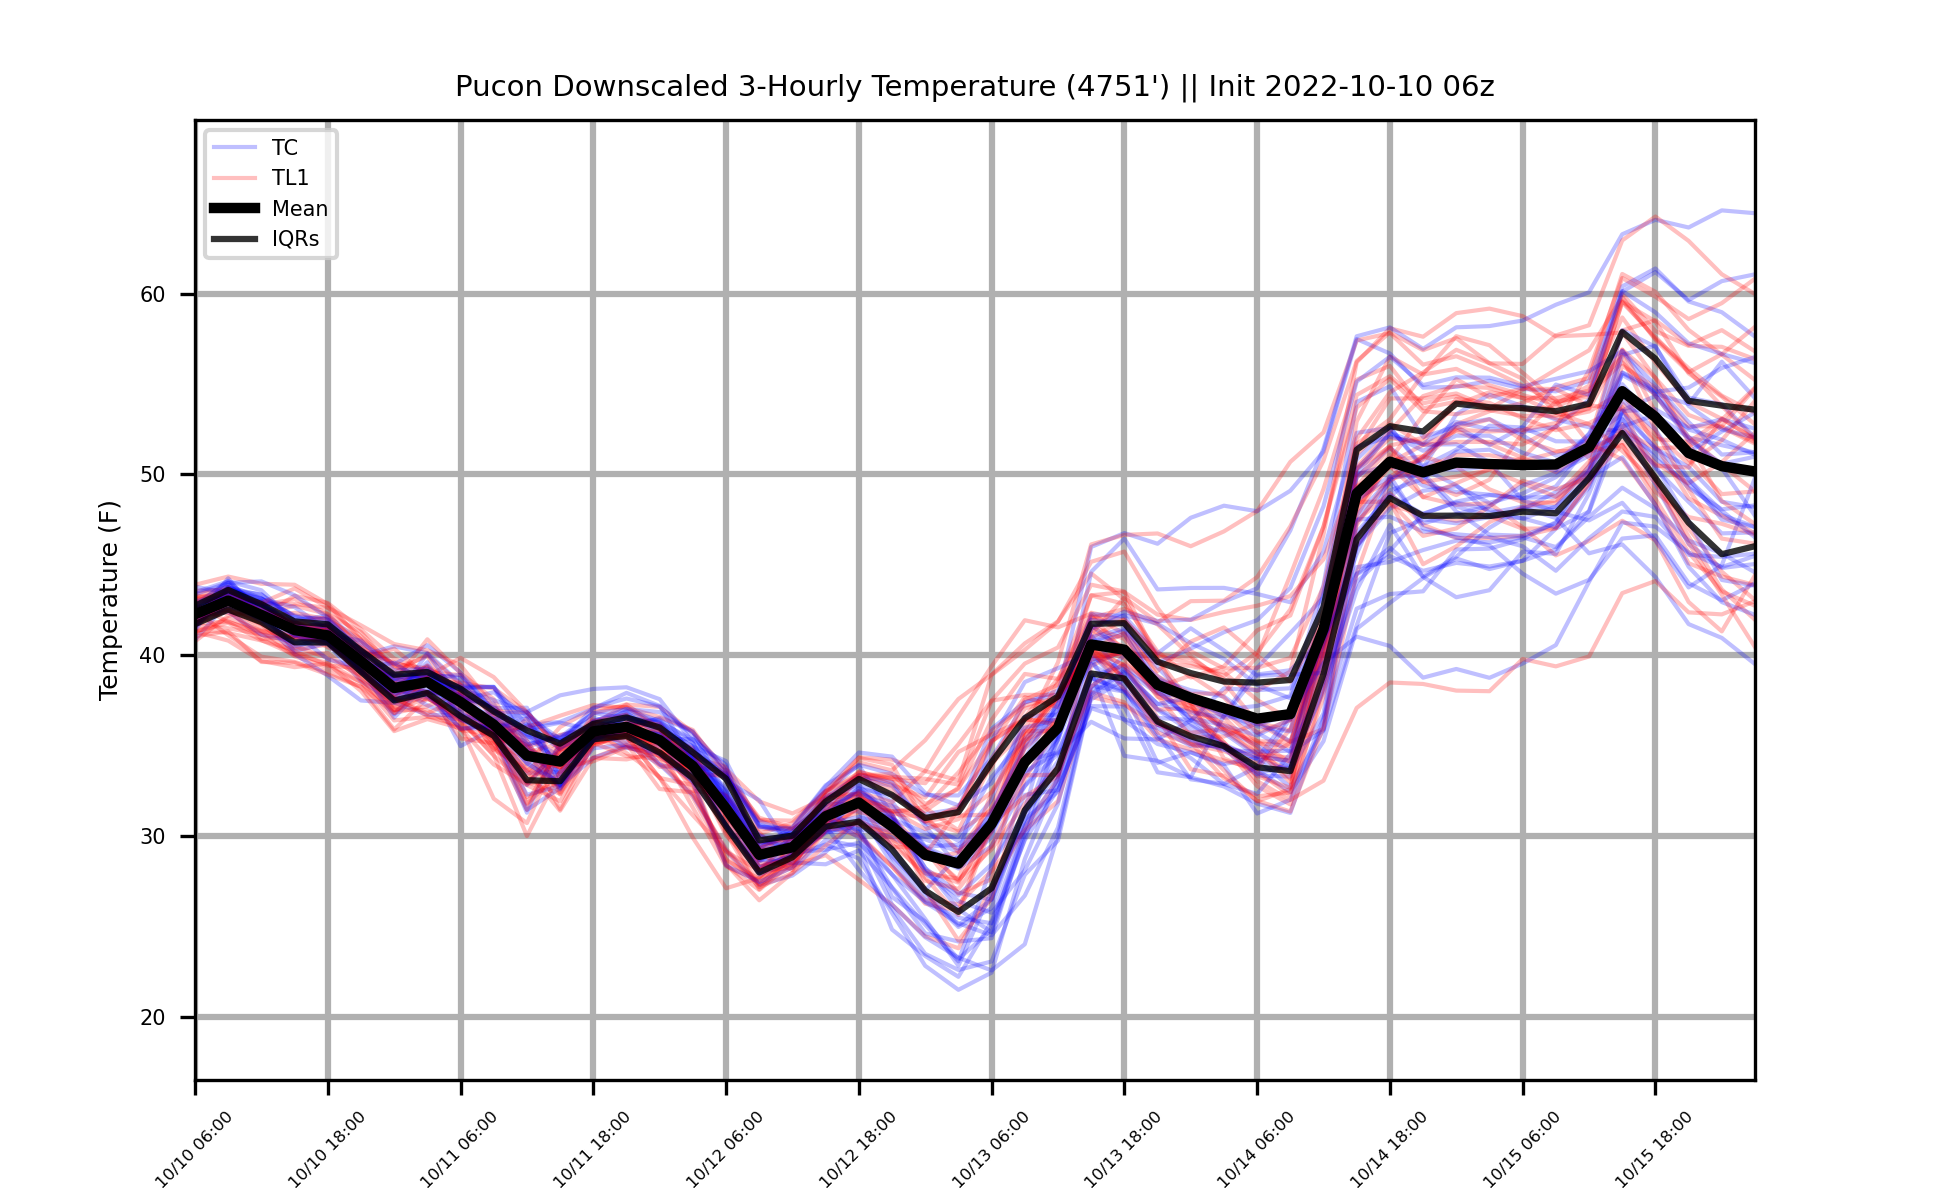 Pucon Downscaled 3-Hourly Temperature (4751') || Init 2022-10-10 06z
TC
TL1
Mean
IQRs
Temperature (F)
60
50
40
30
20
10/10 06:00
10/10 18:00
10/11 06:00
10/11 18:00
10/12 06:00
10/12 18:00
10/13 06:00
10/13 18:00
10/14 06:00
10/14 18:00
10/15 06:00
10/15 18:00